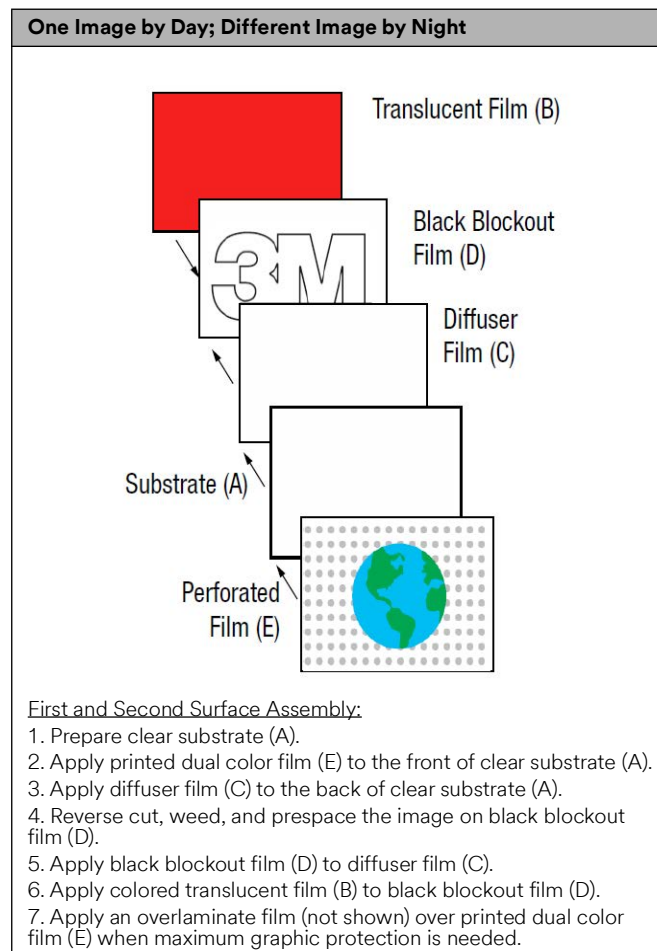 One Image by Day; Different Image by Night
Translucent Film (B)
Black Blockout
Film (D)
3M
Diffuser
Film (C)
Substrate (A)
Perforated
Film (E)
First and Second Surface Assembly:
1. Prepare clear substrate (A).
2. Apply printed dual color film (E) to the front of clear substrate (A).
3. Apply diffuser film (C) to the back of clear substrate (A).
4. Reverse cut, weed, and prespace the image on black blockout
film (D).
5. Apply black blockout film (D) to diffuser film (C).
6. Apply colored translucent film (B) to black blockout film (D).
7. Apply an overlaminate film (not shown) over printed dual color
film (E) when maximum graphic protection is needed.